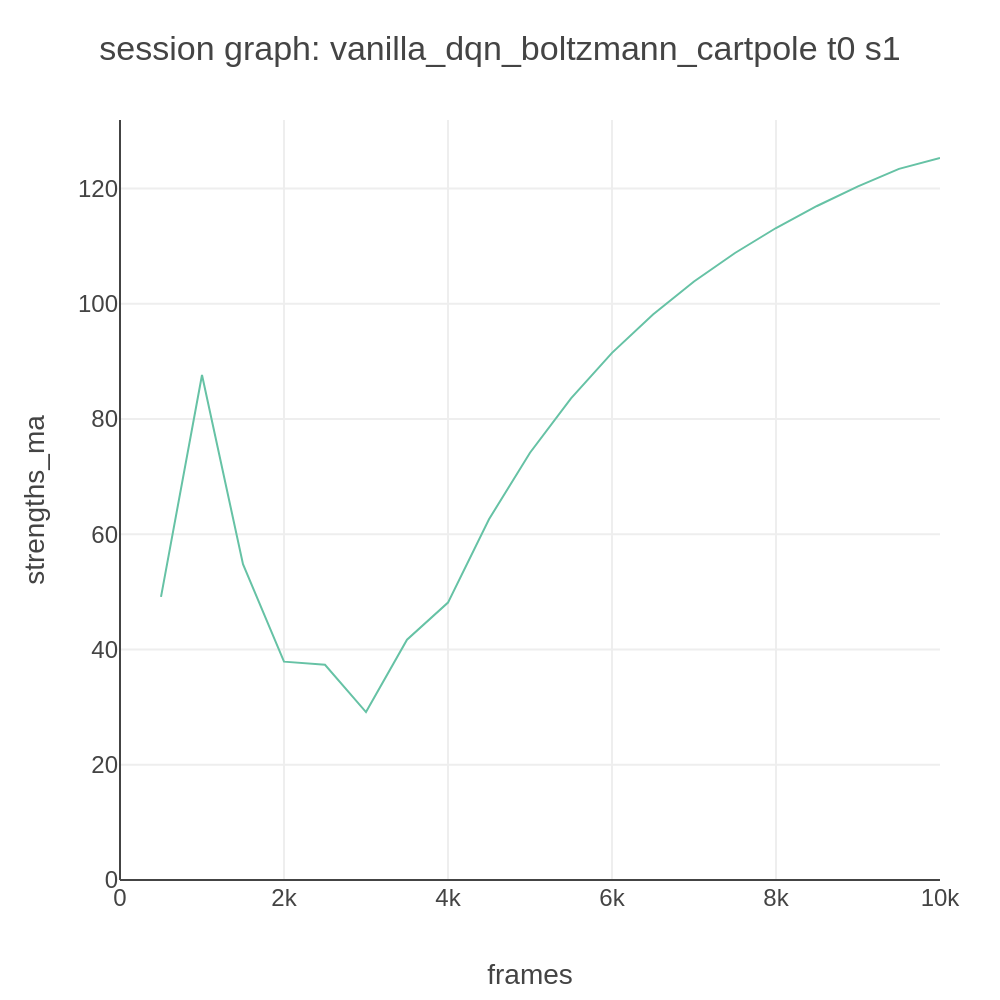 session graph: vanilla_dqn_boltzmann_cartpole t0 s1
strengths_ma
120
100
80
60
40
20
0
0 2k 4k 6k 8k 10k
frames